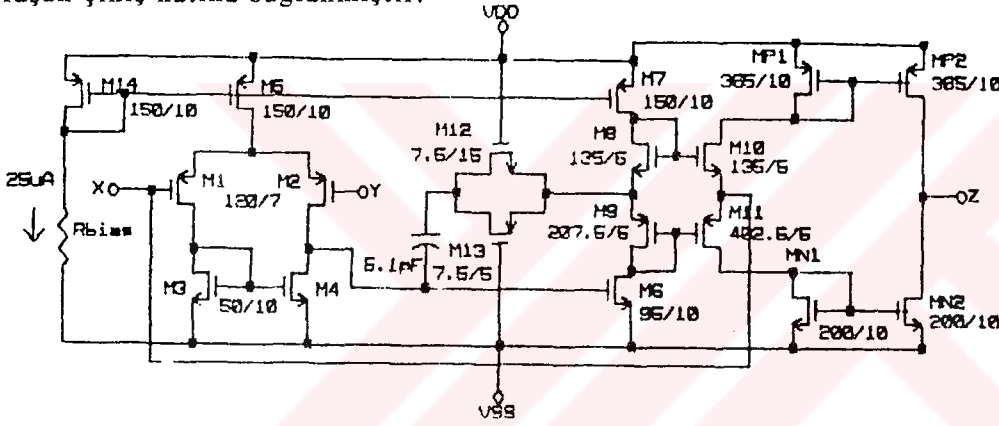 VDD
M14
150/10
M5
150/10
M7
150/10
MP1
365/10
MP2
365/10
M12
7.5/15
M8
135/5
M10
135/5
25uA
X
M1
M2
120/7
Y
Rbias
M9
207.5/5
M11
402.5/5
5.1pF
M13
7.5/5
MN1
M3
50/10
M4
M6
95/10
200/10
MN2
200/10
Z
VSS